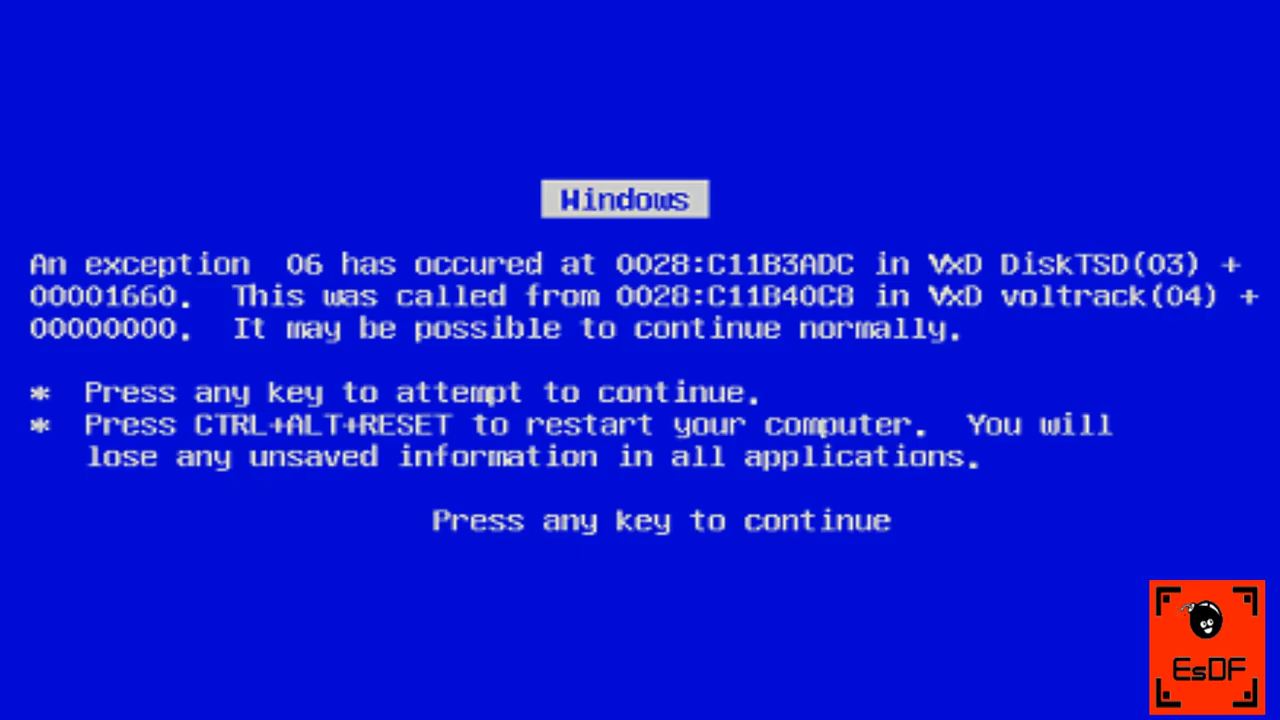 Windows
An exception  06 has occured at 0028:C11B3ADC in VxD DiskTSD(03) +
00001660.  This was called from 0028:C11B40C8 in VxD voltrack(04) +
00000000.  It may be possible to continue normally.
*  Press any key to attempt to continue.
*  Press CTRL+ALT+RESET to restart your computer.  You will
lose any unsaved information in all applications.
Press any key to continue
EsDF